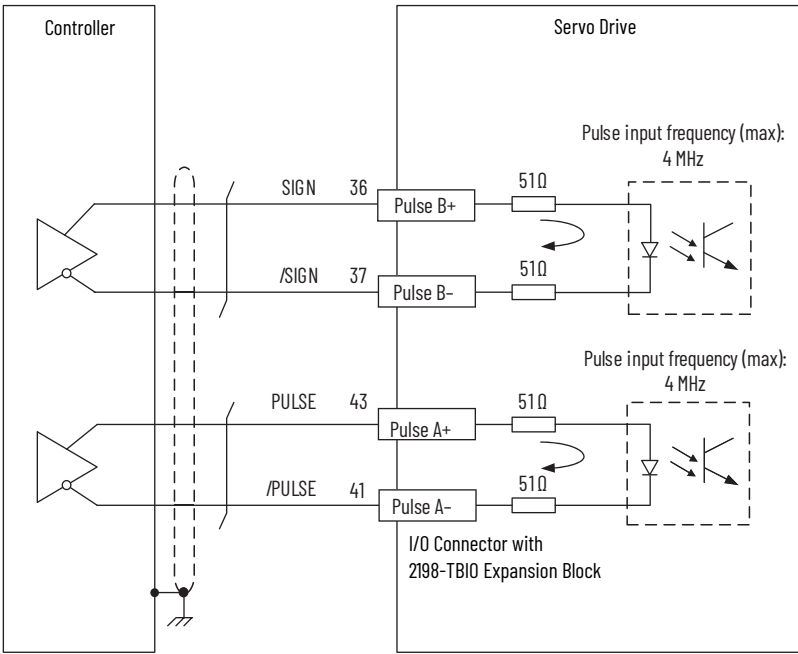 Controller
Servo Drive
Pulse input frequency (max):
4 MHz
SIGN 36
Pulse B+
51Ω
/SIGN 37
Pulse B-
51Ω
Pulse input frequency (max):
4 MHz
PULSE 43
Pulse A+
51Ω
/PULSE 41
Pulse A-
51Ω
I/O Connector with
2198-TBIO Expansion Block